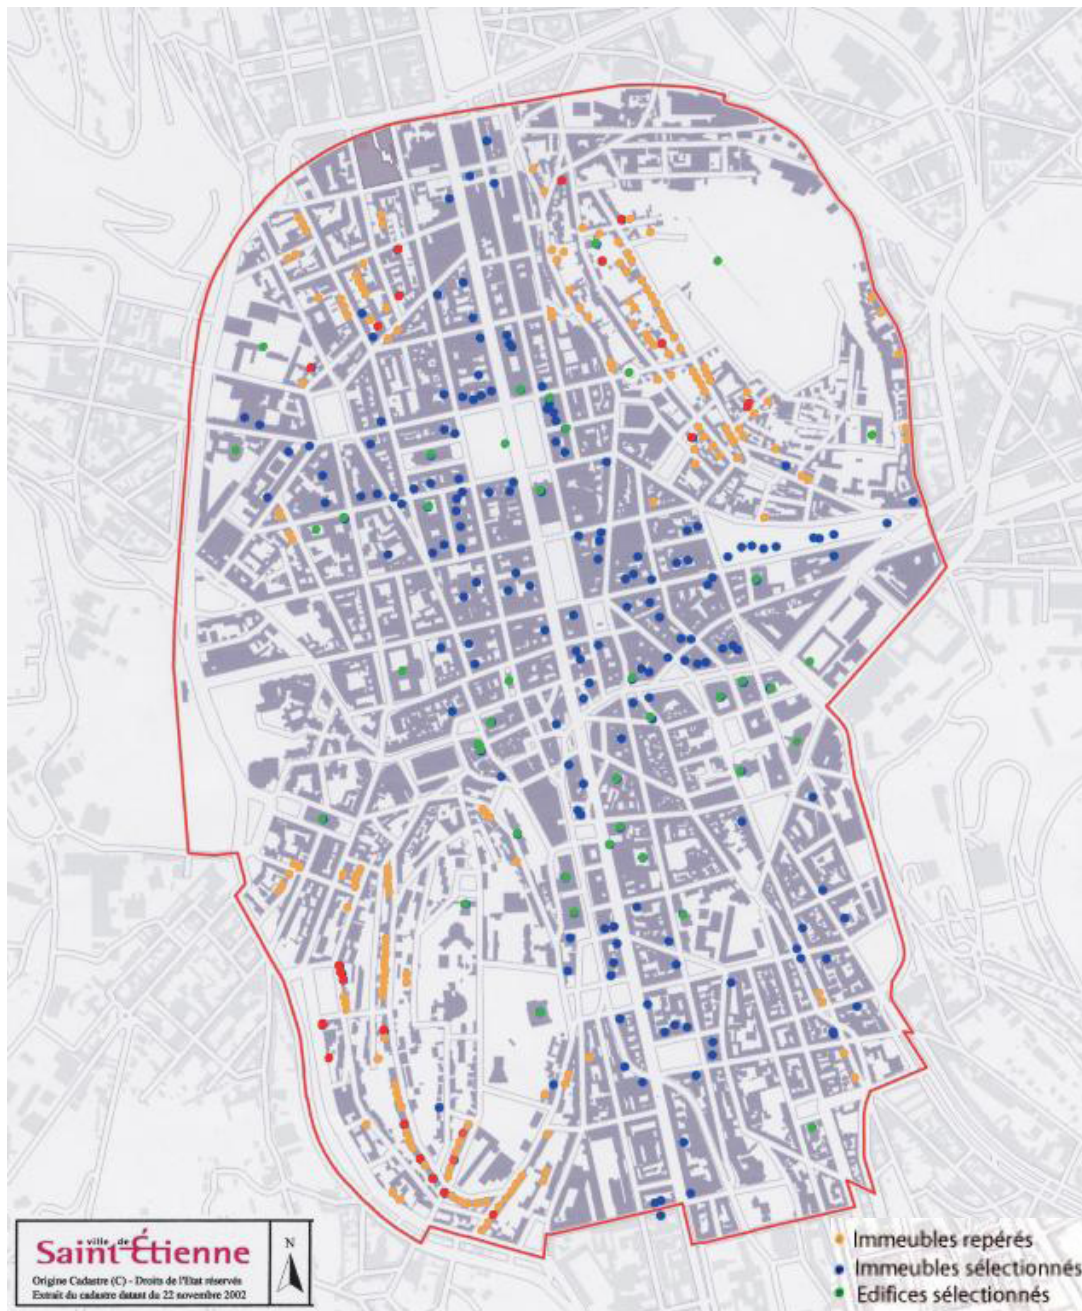 ville de
Saint-Étienne
Origine Cadastre (C) - Droits de l'Etat réservés
Extrait du cadastre datant du 22 novembre 2002
N
Immeubles repérés
Immeubles sélectionnés
Edifices sélectionnés